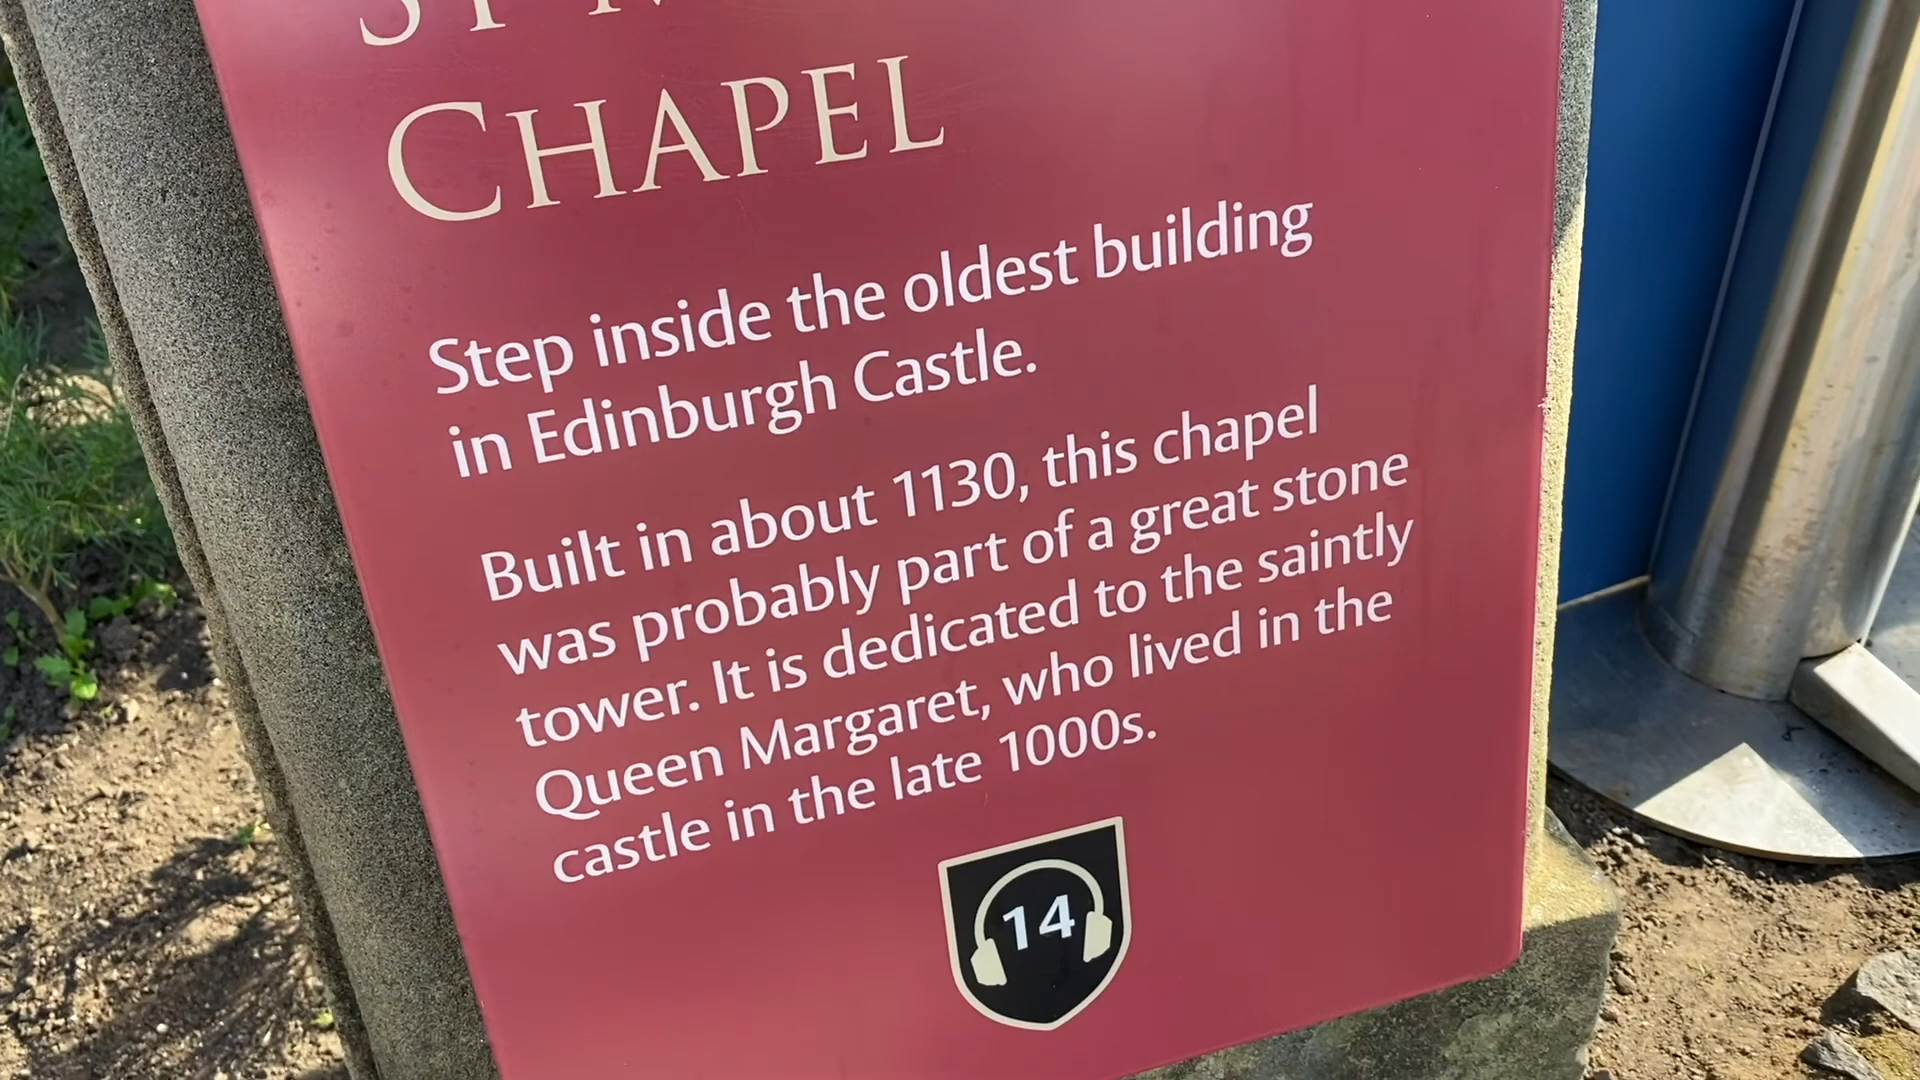 ST
CHAPEL
Step inside the oldest building
in Edinburgh Castle.
Built in about 1130, this chapel
was probably part of a great stone
tower. It is dedicated to the saintly
Queen Margaret, who lived in the
castle in the late 1000s.
14